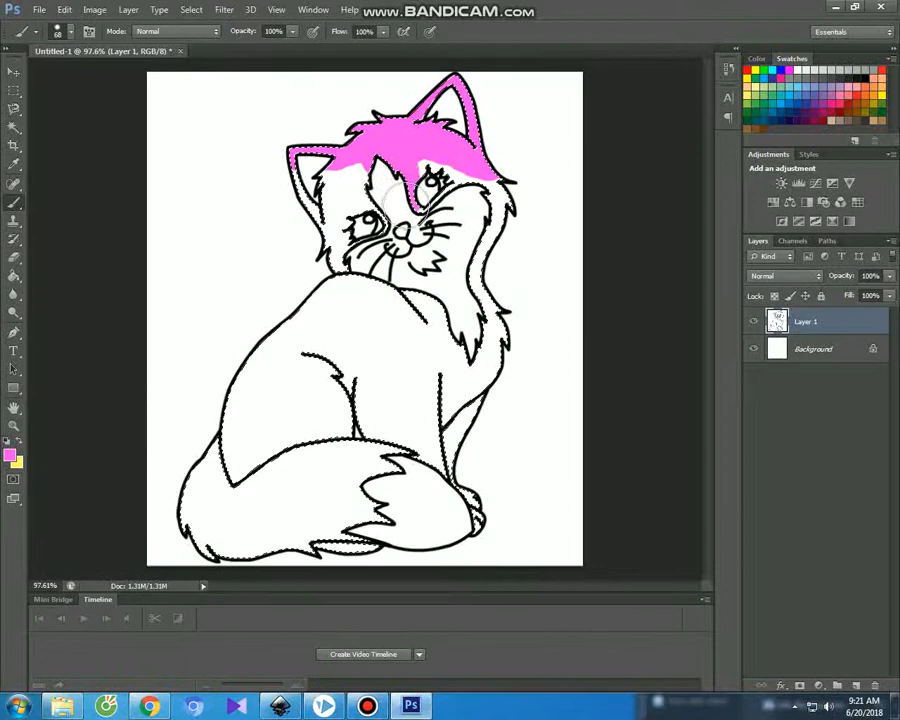 Ps File Edit Image Layer Type Select Filter 3D View Window Help
www.BANDICAM.com
68 Mode: Normal Opacity: 100% Flow: 100% Essentials
Untitled-1 @ 97.6% (Layer 1, RGB/8) * ×
Color Swatches
Adjustments Styles
Add an adjustment
Layers Channels Paths
Kind
Normal Opacity: 100%
Lock: Fill: 100%
Layer 1
Background
97.61% Doc: 1.31M/1.31M
Mini Bridge Timeline
Create Video Timeline
9:21 AM
6/20/2018